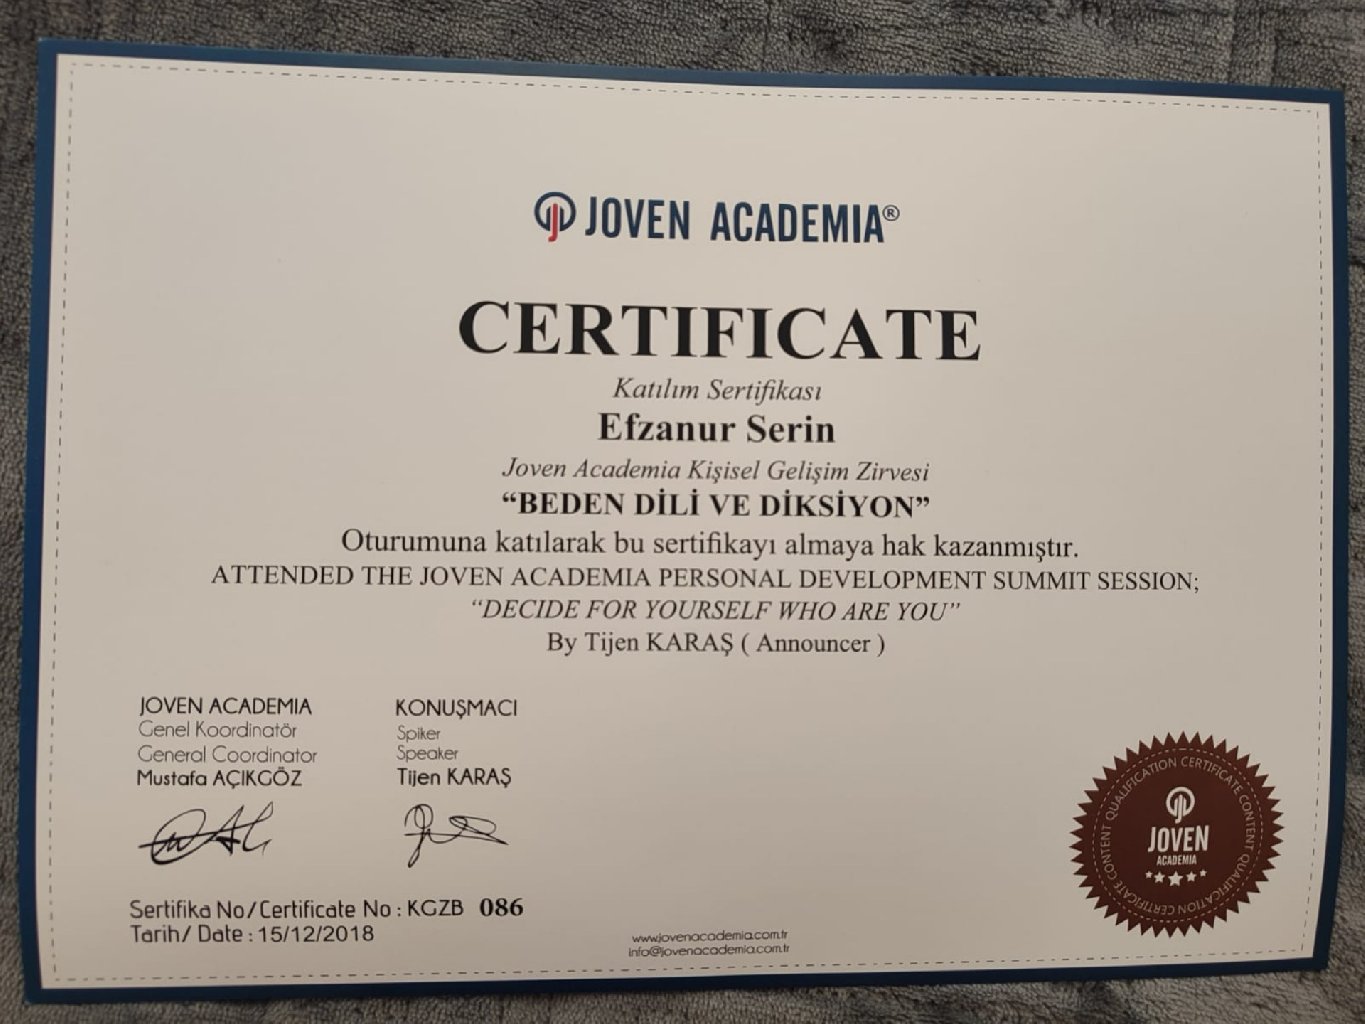 JOVEN ACADEMIA®
CERTIFICATE
Katılım Sertifikası
Efzanur Serin
Joven Academia Kişisel Gelişim Zirvesi
“BEDEN DİLİ VE DİKSİYON”
Oturumuna katılarak bu sertifikayı almaya hak kazanmıştır.
ATTENDED THE JOVEN ACADEMIA PERSONAL DEVELOPMENT SUMMIT SESSION;
“DECIDE FOR YOURSELF WHO ARE YOU”
By Tijen KARAŞ ( Announcer )
JOVEN ACADEMIA
Genel Koordinatör
General Coordinator
Mustafa AÇIKGÖZ
KONUŞMACI
Spiker
Speaker
Tijen KARAŞ
Sertifika No/Certificate No : KGZB 086
Tarih/ Date : 15/12/2018
www.jovenacademia.com.tr
info@jovenacademia.com.tr
QUALIFICATION CERTIFICATE CONTENT QUALIFICATION CERTIFICATE CONTENT
JOVEN
ACADEMIA